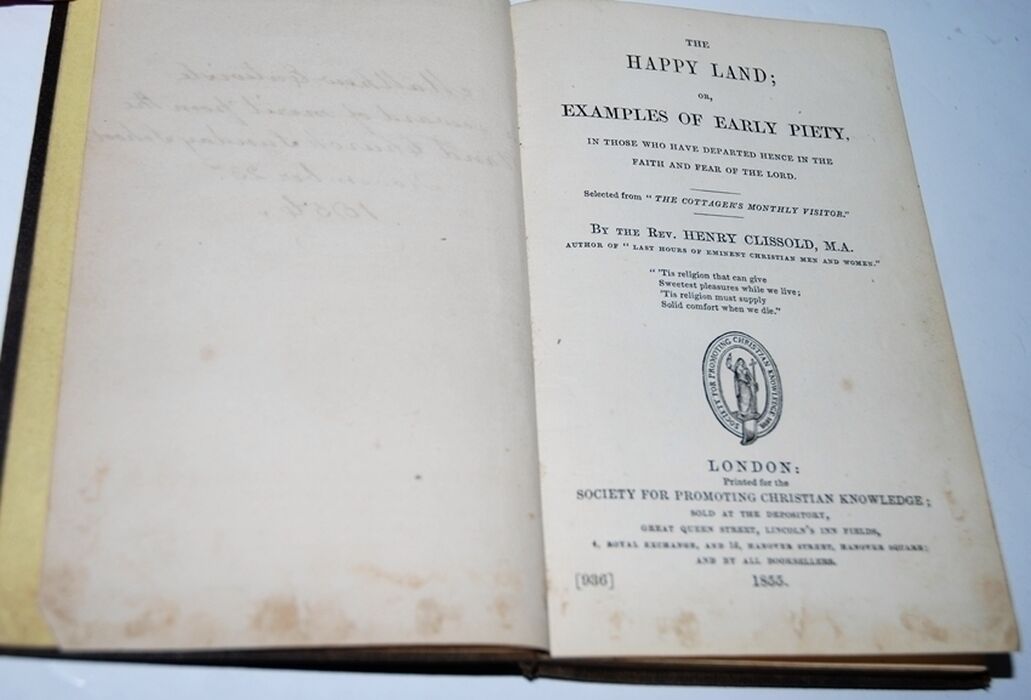 THE
HAPPY LAND;
OR,
EXAMPLES OF EARLY PIETY,
IN THOSE WHO HAVE DEPARTED HENCE IN THE
FAITH AND FEAR OF THE LORD.
Selected from "THE COTTAGER'S MONTHLY VISITOR."
BY THE REV. HENRY CLISSOLD, M.A.
AUTHOR OF "LAST HOURS OF EMINENT CHRISTIAN MEN AND WOMEN."
"'Tis religion that can give
Sweetest pleasures while we live;
'Tis religion must supply
Solid comfort when we die."
SOCIETY FOR PROMOTING CHRISTIAN KNOWLEDGE
LONDON:
Printed for the
SOCIETY FOR PROMOTING CHRISTIAN KNOWLEDGE;
SOLD AT THE DEPOSITORY,
GREAT QUEEN STREET, LINCOLN'S INN FIELDS,
4, ROYAL EXCHANGE, AND 16, HANOVER STREET, HANOVER SQUARE;
AND BY ALL BOOKSELLERS.
[936] 1855.